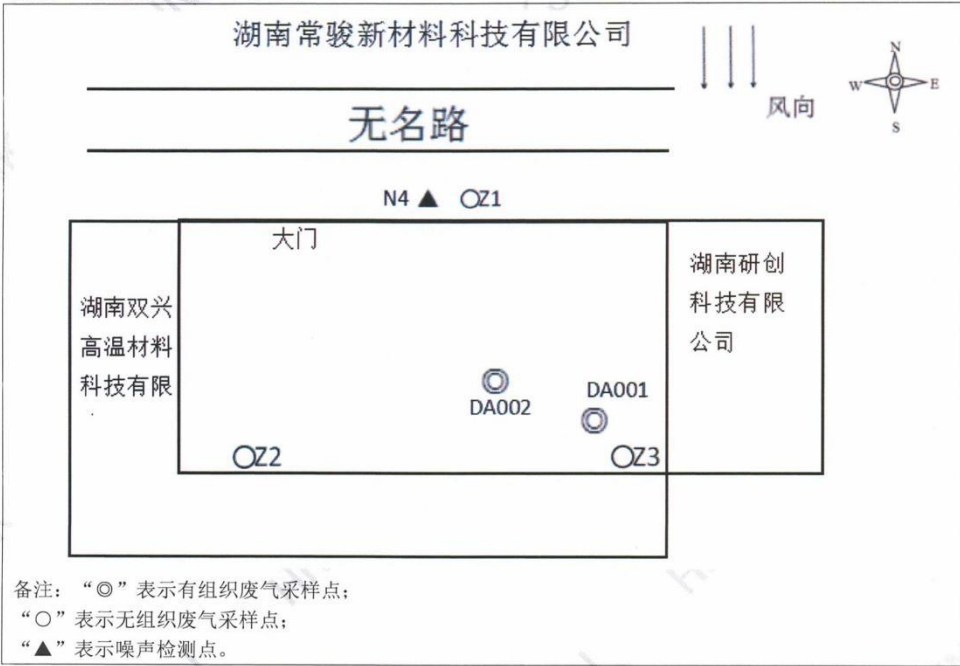 湖南常骏新材料科技有限公司
N
W E
风向
S
无名路
N4 ▲ ○Z1
大门
湖南研创
科技有限
公司
湖南双兴
高温材料
科技有限
DA001
DA002
○Z2
○Z3
备注：“◎”表示有组织废气采样点；
“○”表示无组织废气采样点；
“▲”表示噪声检测点。